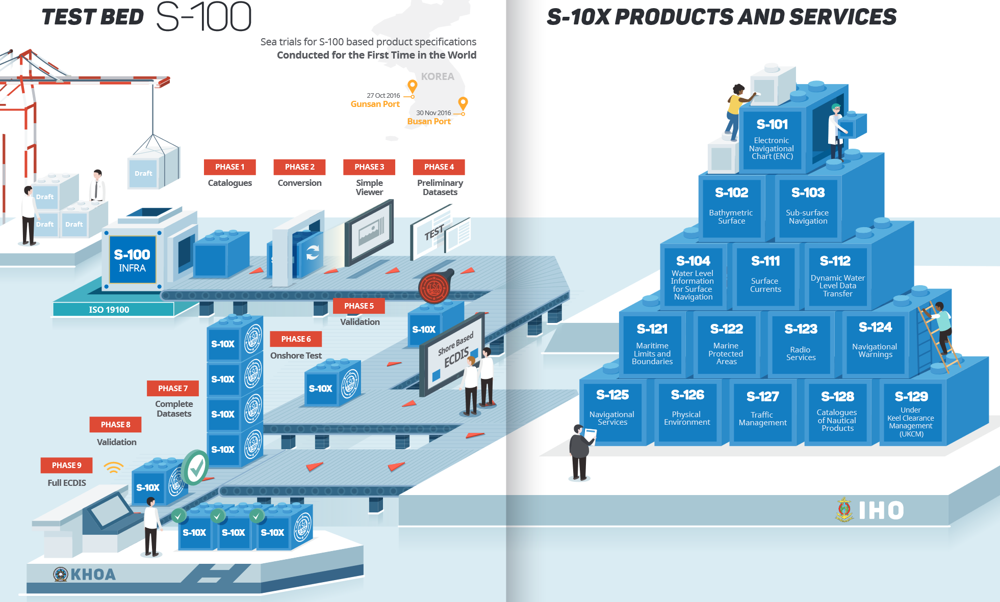 TEST BED S-100
Sea trials for S-100 based product specifications
Conducted for the First Time in the World
KOREA
27 Oct 2016
Gunsan Port
30 Nov 2016
Busan Port
Draft
Draft
Draft
Draft
PHASE 1
Catalogues
PHASE 2
Conversion
PHASE 3
Simple
Viewer
PHASE 4
Preliminary
Datasets
S-100
INFRA
ISO 19100
TEST
ISO
S-100
PHASE 5
Validation
S-10X
Shore Based
ECDIS
PHASE 6
Onshore Test
S-10X
PHASE 7
Complete
Datasets
S-10X
S-10X
S-10X
S-10X
PHASE 8
Validation
PHASE 9
Full ECDIS
S-10X
S-10X
S-10X
S-10X
KHOA
S-10X PRODUCTS AND SERVICES
S-101
Electronic
Navigational
Chart (ENC)
S-102
Bathymetric
Surface
S-103
Sub-surface
Navigation
S-104
Water Level
Information
for Surface
Navigation
S-111
Surface
Currents
S-112
Dynamic Water
Level Data
Transfer
S-121
Maritime
Limits and
Boundaries
S-122
Marine
Protected
Areas
S-123
Radio
Services
S-124
Navigational
Warnings
S-125
Navigational
Services
S-126
Physical
Environment
S-127
Traffic
Management
S-128
Catalogues
of Nautical
Products
S-129
Under
Keel Clearance
Management
(UKCM)
IHO